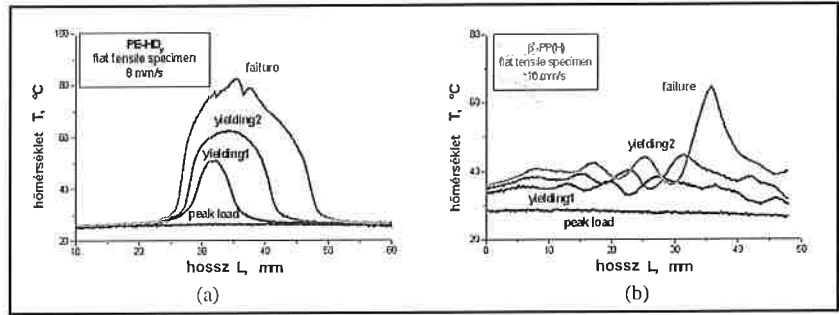 PE-HDy
flat tensile specimen
8 mm/s
100
80
60
40
20
10 20 30 40 50 60
hőmérséklet T, °C
hossz L, mm
failuro
yielding2
yielding1
peak load
(a)
β-PP(H)
flat tensile specimen
~10 mm/s
80
60
40
20
0 10 20 30 40 50
hőmérséklet T, °C
hossz L, mm
failure
yielding2
yielding1
peak load
(b)